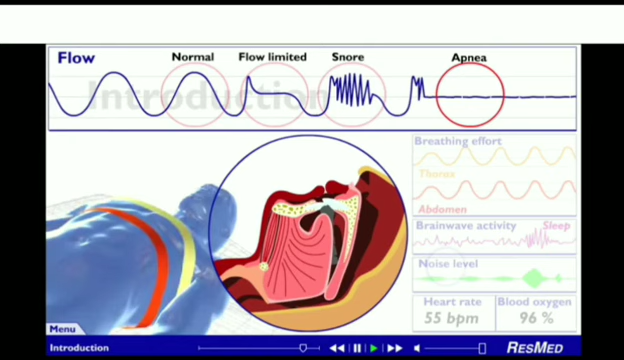 Flow
Normal
Flow limited
Snore
Apnea
Introduction
Breathing effort
Thorax
Abdomen
Brainwave activity
Sleep
Noise level
Heart rate
Blood oxygen
55 bpm
96 %
Menu
Introduction
RESMED